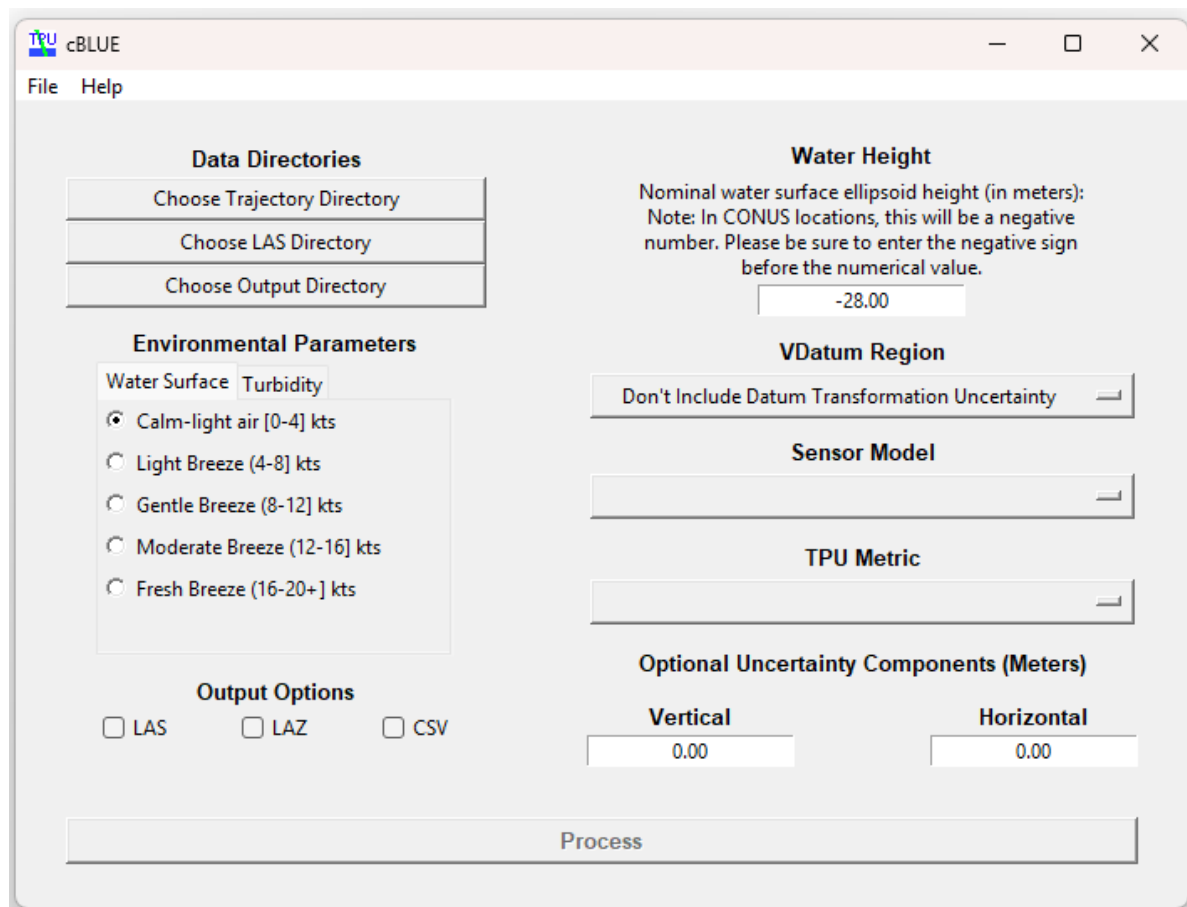 TPU cBLUE
File Help
Data Directories
Choose Trajectory Directory
Choose LAS Directory
Choose Output Directory
Environmental Parameters
Water Surface Turbidity
Calm-light air [0-4] kts
Light Breeze (4-8] kts
Gentle Breeze (8-12] kts
Moderate Breeze (12-16] kts
Fresh Breeze (16-20+] kts
Output Options
LAS LAZ CSV
Water Height
Nominal water surface ellipsoid height (in meters):
Note: In CONUS locations, this will be a negative
number. Please be sure to enter the negative sign
before the numerical value.
-28.00
VDatum Region
Don't Include Datum Transformation Uncertainty
Sensor Model
TPU Metric
Optional Uncertainty Components (Meters)
Vertical Horizontal
0.00 0.00
Process